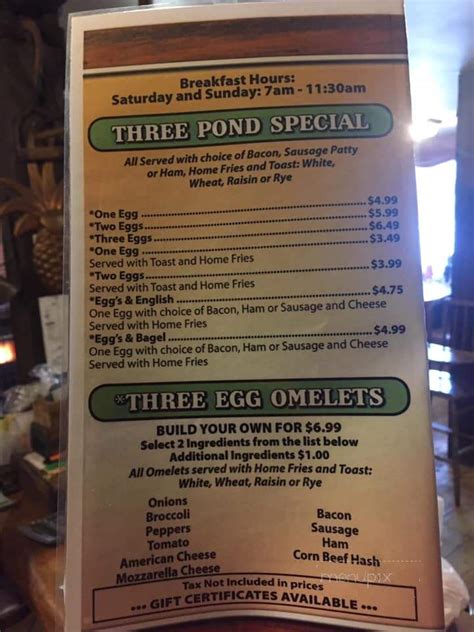 Breakfast Hours:
Saturday and Sunday: 7am - 11:30am
THREE POND SPECIAL
All Served with choice of Bacon, Sausage Patty
or Ham, Home Fries and Toast: White,
Wheat, Raisin or Rye
*One Egg ........ $4.99
*Two Eggs ........ $5.99
*Three Eggs ........ $6.49
*One Egg ........ $3.49
Served with Toast and Home Fries
*Two Eggs ........ $3.99
Served with Toast and Home Fries
*Egg's & English ........ $4.75
One Egg with choice of Bacon, Ham or Sausage and Cheese
Served with Home Fries
*Egg's & Bagel ........ $4.99
One Egg with choice of Bacon, Ham or Sausage and Cheese
Served with Home Fries
*THREE EGG OMELETS
BUILD YOUR OWN FOR $6.99
Select 2 Ingredients from the list below
Additional Ingredients $1.00
All Omelets served with Home Fries and Toast:
White, Wheat, Raisin or Rye
Onions
Broccoli
Peppers
Tomato
American Cheese
Mozzarella Cheese
Bacon
Sausage
Ham
Corn Beef Hash
menupix
Tax Not Included in prices
••• GIFT CERTIFICATES AVAILABLE •••